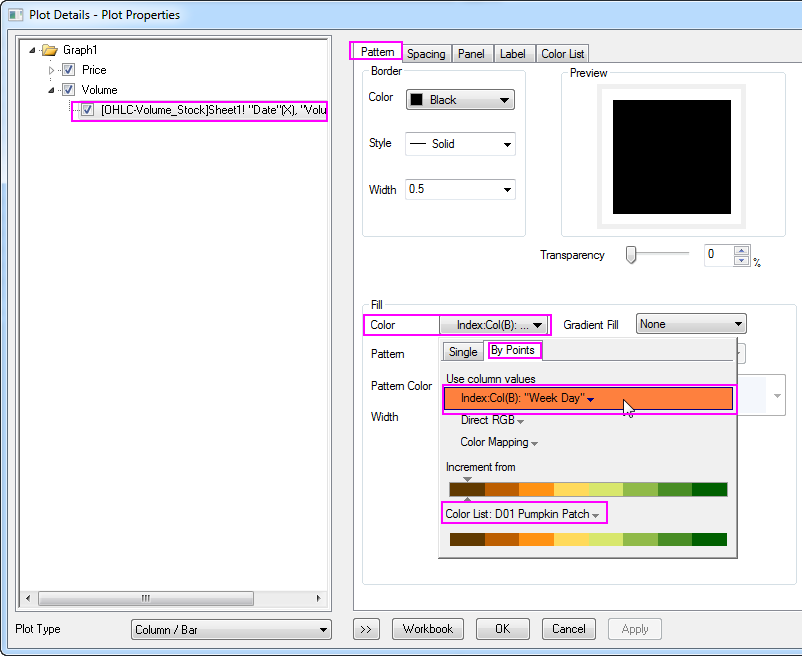 Plot Details - Plot Properties
Graph1
Price
Volume
[OHLC-Volume_Stock]Sheet1! "Date"(X), "Volu
Pattern Spacing Panel Label Color List
Border
Color Black
Style Solid
Width 0.5
Preview
Transparency 0 %
Fill
Color Index:Col(B): ... Gradient Fill None
Pattern
Pattern Color
Width
Single By Points
Use column values
Index:Col(B): "Week Day"
Direct RGB
Color Mapping
Increment from
Color List: D01 Pumpkin Patch
Plot Type Column / Bar >> Workbook OK Cancel Apply